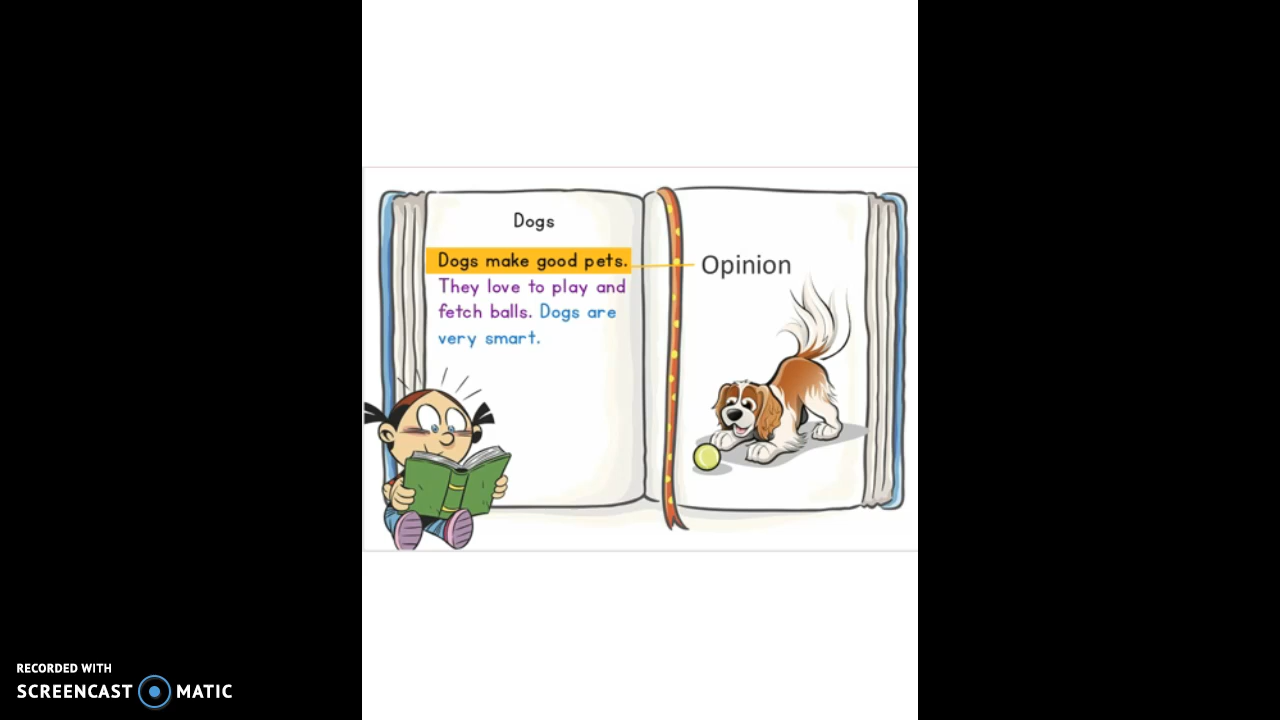 Dogs
Dogs make good pets.
They love to play and
fetch balls. Dogs are
very smart.
Opinion
RECORDED WITH
SCREENCAST MATIC